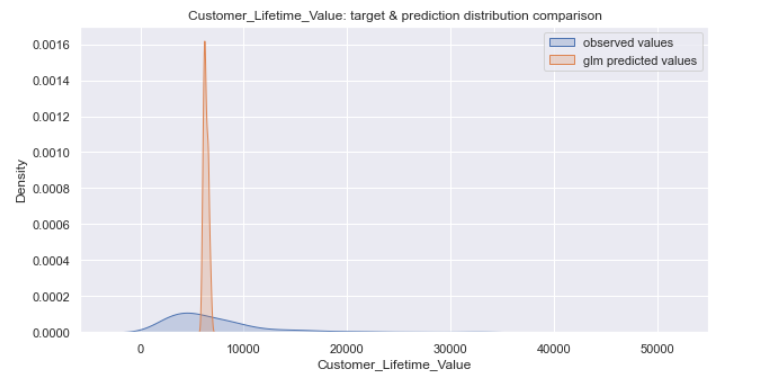 Customer_Lifetime_Value: target & prediction distribution comparison
observed values
glm predicted values
0.0016
0.0014
0.0012
0.0010
0.0008
0.0006
0.0004
0.0002
0.0000
Density
0 10000 20000 30000 40000 50000
Customer_Lifetime_Value